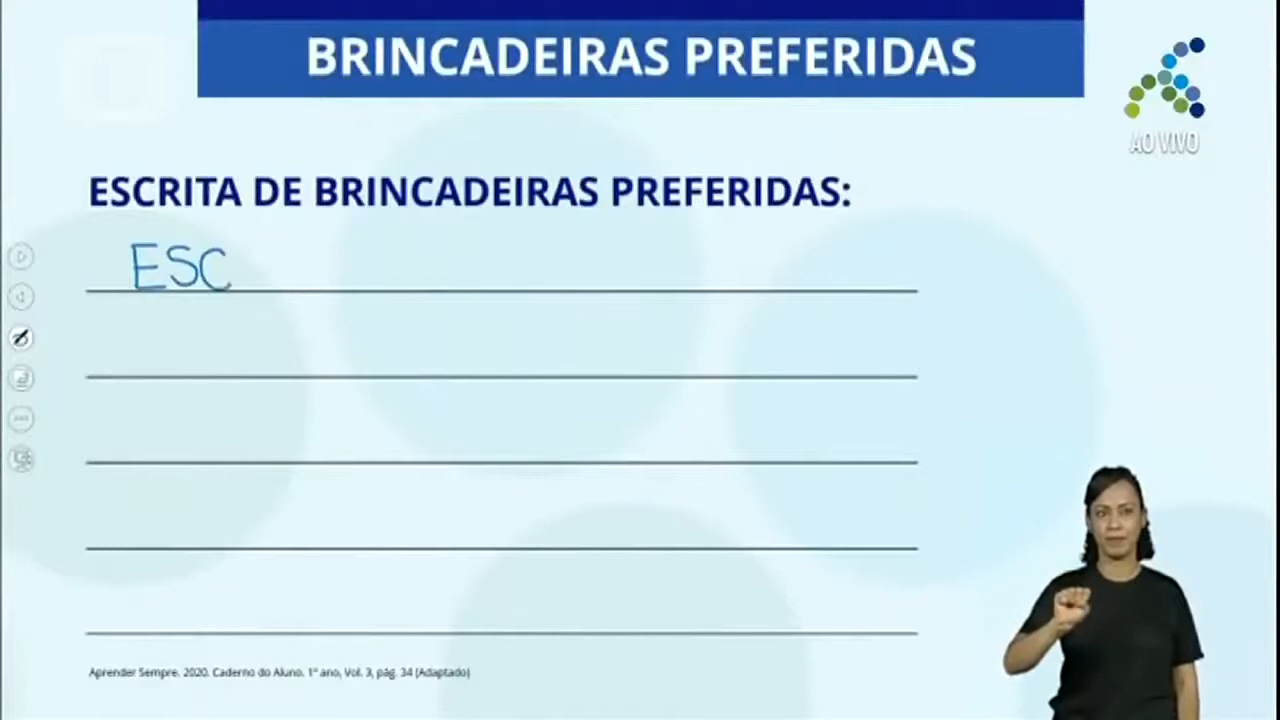 BRINCADEIRAS PREFERIDAS
AO VIVO
ESCRITA DE BRINCADEIRAS PREFERIDAS:
ESC
Aprender Sempre. 2020. Caderno do Aluno. 1º ano, Vol. 3, pág. 34 (Adaptado)